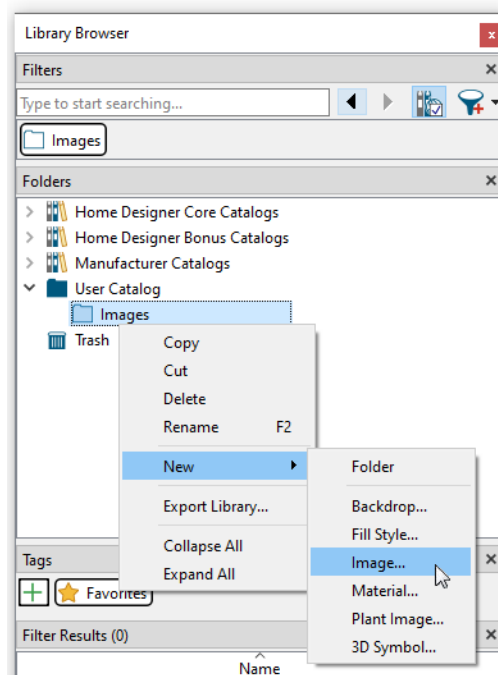 Library Browser
x
Filters
Type to start searching...
Images
Folders
Home Designer Core Catalogs
Home Designer Bonus Catalogs
Manufacturer Catalogs
User Catalog
Images
Trash
Copy
Cut
Delete
Rename F2
New
Export Library...
Collapse All
Expand All
Folder
Backdrop...
Fill Style...
Image...
Material...
Plant Image...
3D Symbol...
Tags
Favorites
Filter Results (0)
Name